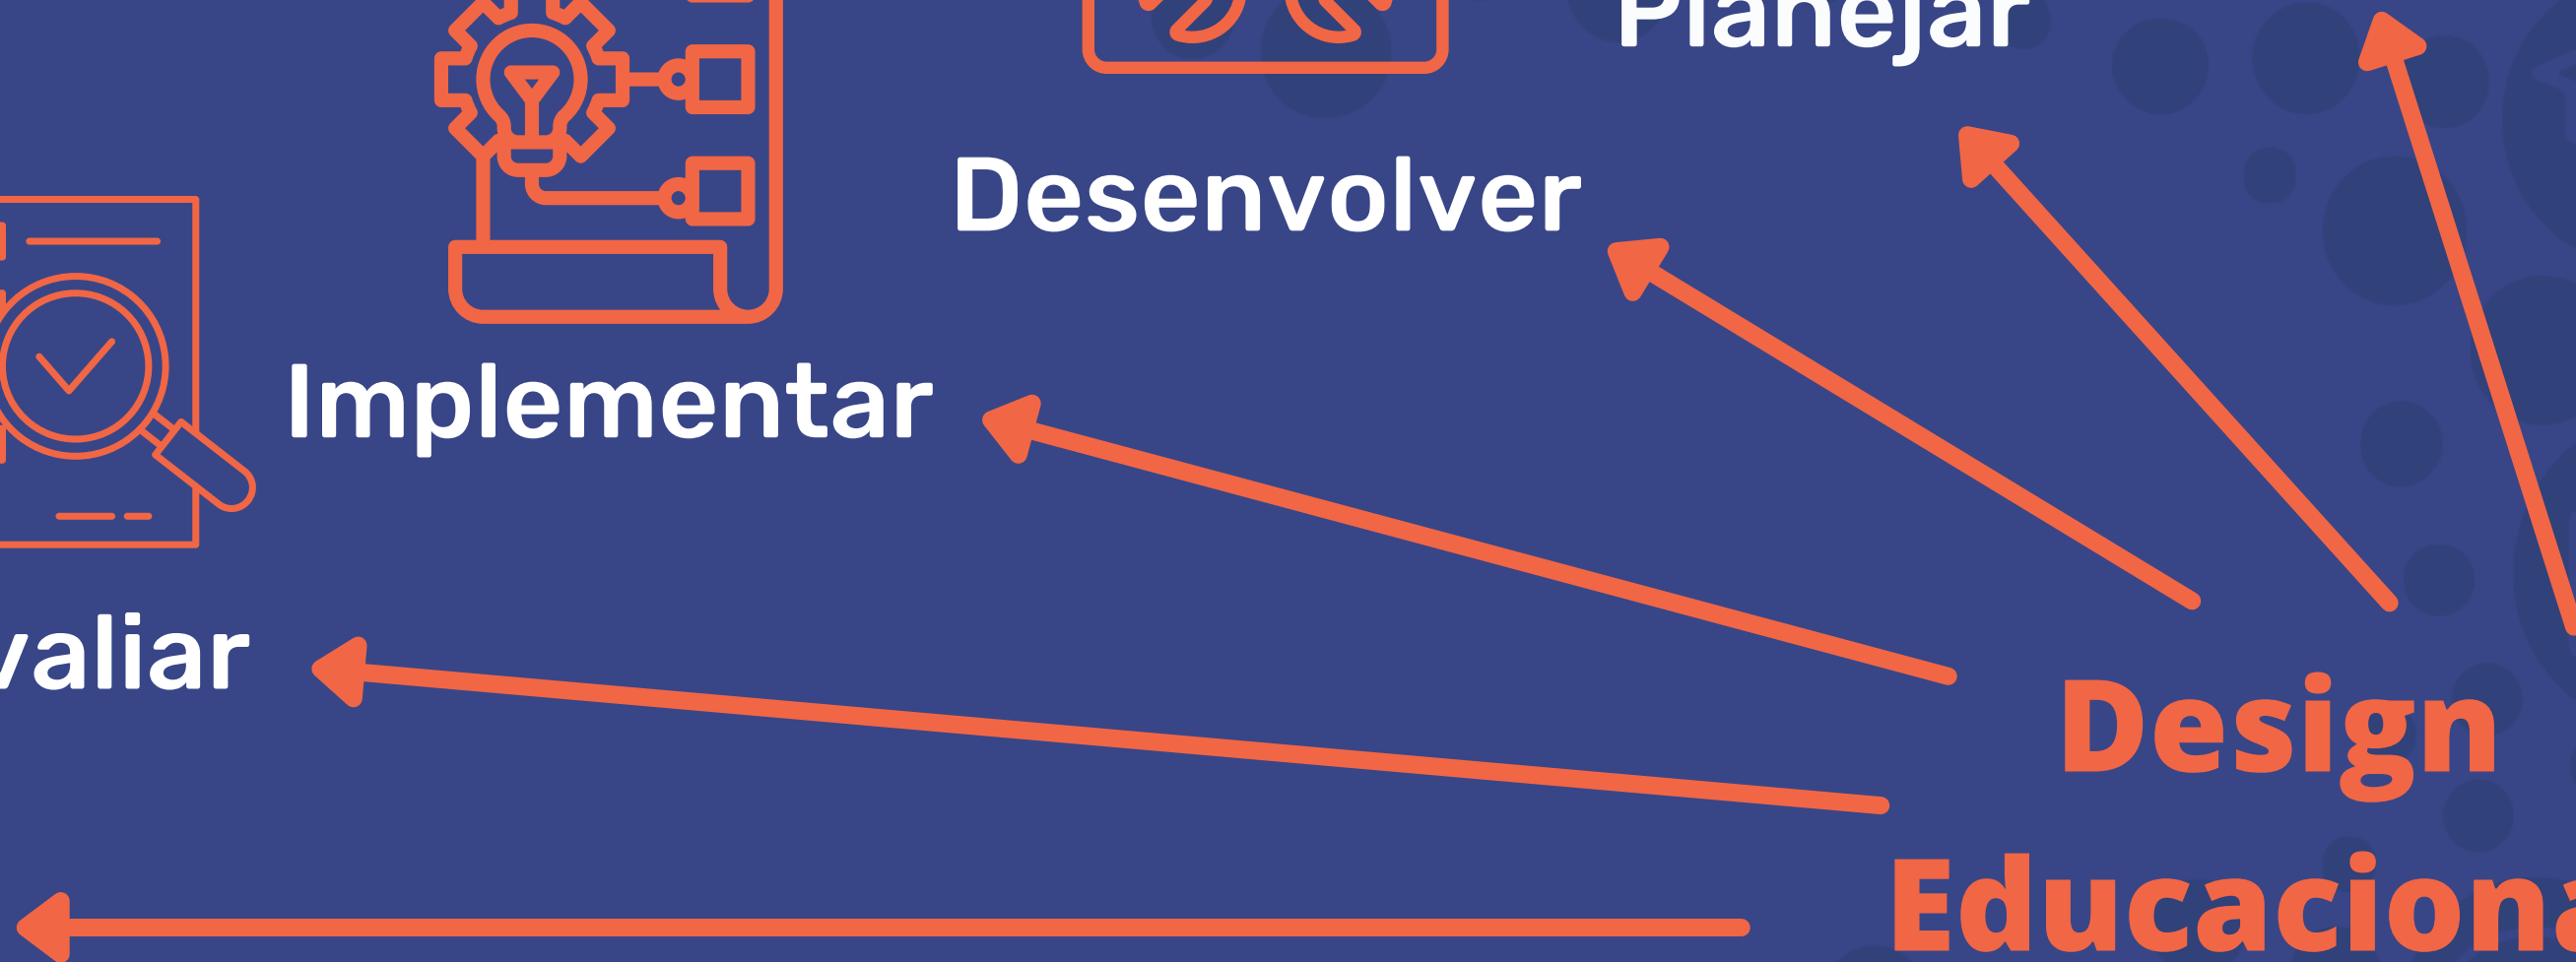 Planejar
Desenvolver
Implementar
valiar
Design
Educaciona